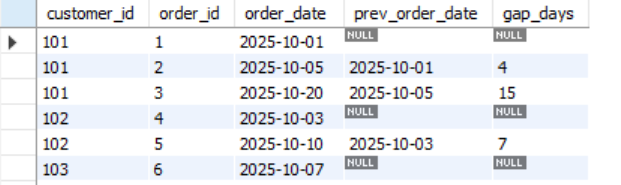 customer_id order_id order_date prev_order_date gap_days
101 1 2025-10-01 NULL NULL
101 2 2025-10-05 2025-10-01 4
101 3 2025-10-20 2025-10-05 15
102 4 2025-10-03 NULL NULL
102 5 2025-10-10 2025-10-03 7
103 6 2025-10-07 NULL NULL